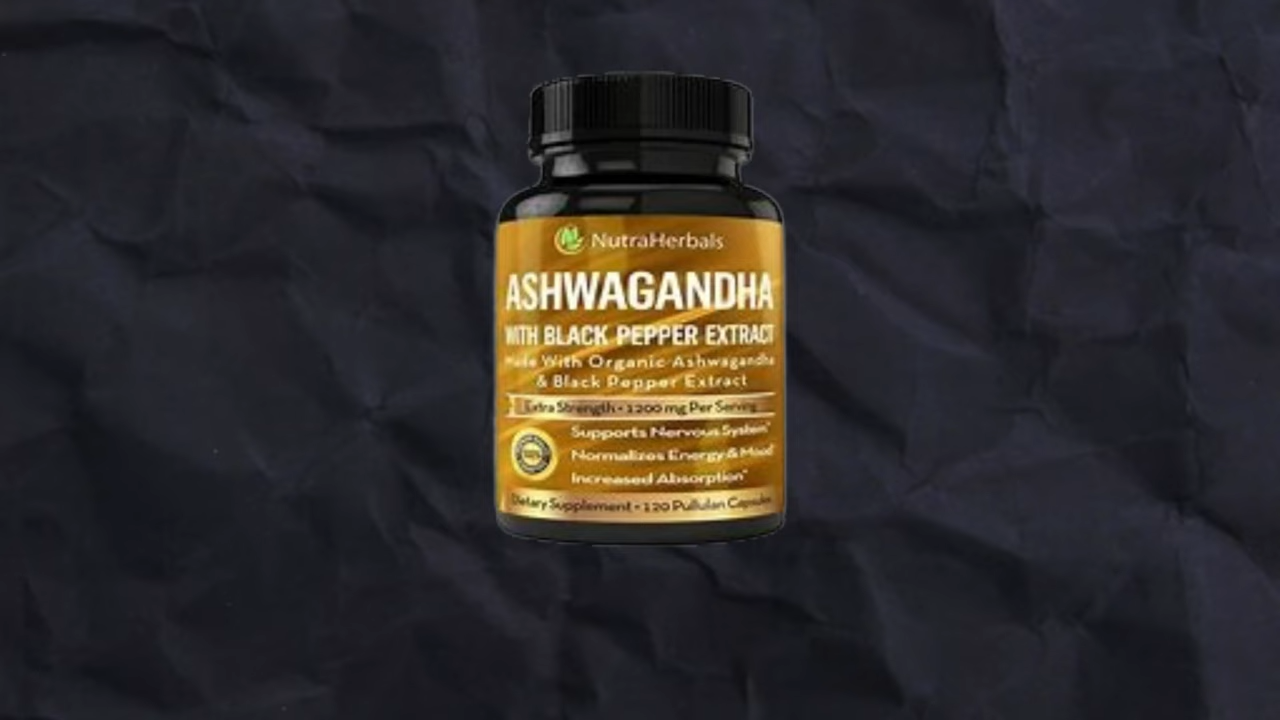 NutraHerbals
ASHWAGANDHA
WITH BLACK PEPPER EXTRACT
Made With Organic Ashwagandha
& Black Pepper Extract
Extra Strength • 1200 mg Per Serving
Supports Nervous System*
Normalizes Energy & Mood*
Increased Absorption*
Dietary Supplement • 120 Pullulan Capsules